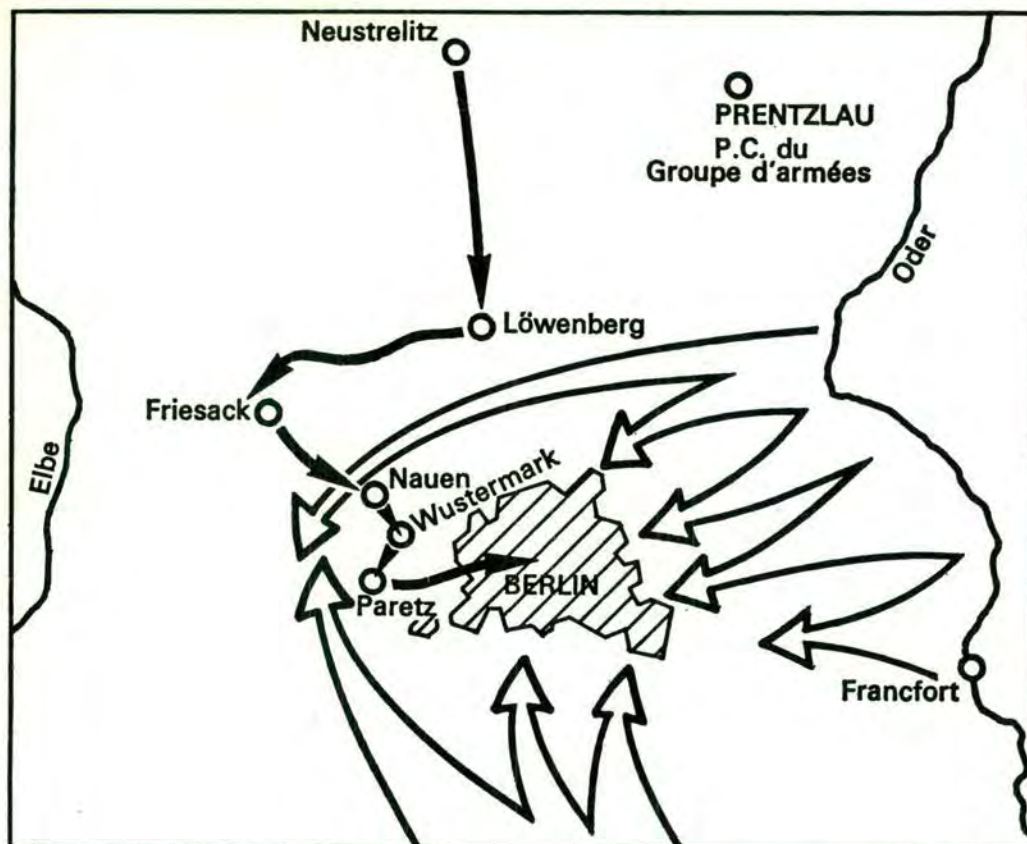 Neustrelitz
PRENTZLAU
P.C. du
Groupe d'armées
Oder
Löwenberg
Friesack
Elbe
Nauen
Wustermark
BERLIN
Paretz
Francfort